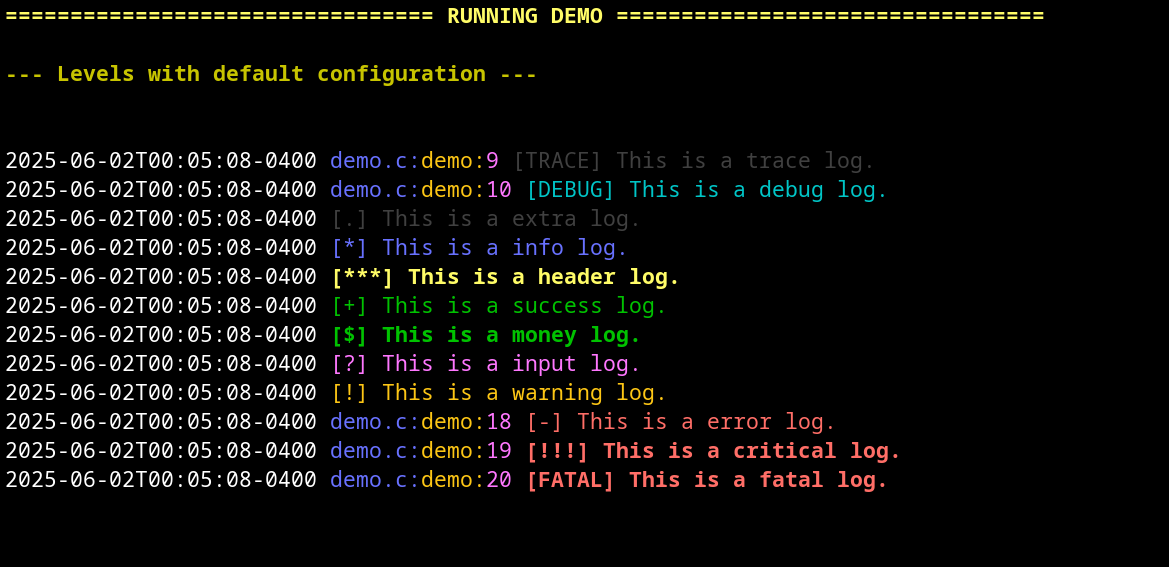 ================================= RUNNING DEMO =================================
--- Levels with default configuration ---
2025-06-02T00:05:08-0400 demo.c:demo:9 [TRACE] This is a trace log.
2025-06-02T00:05:08-0400 demo.c:demo:10 [DEBUG] This is a debug log.
2025-06-02T00:05:08-0400 [.] This is a extra log.
2025-06-02T00:05:08-0400 [*] This is a info log.
2025-06-02T00:05:08-0400 [***] This is a header log.
2025-06-02T00:05:08-0400 [+] This is a success log.
2025-06-02T00:05:08-0400 [$] This is a money log.
2025-06-02T00:05:08-0400 [?] This is a input log.
2025-06-02T00:05:08-0400 [!] This is a warning log.
2025-06-02T00:05:08-0400 demo.c:demo:18 [-] This is a error log.
2025-06-02T00:05:08-0400 demo.c:demo:19 [!!!] This is a critical log.
2025-06-02T00:05:08-0400 demo.c:demo:20 [FATAL] This is a fatal log.